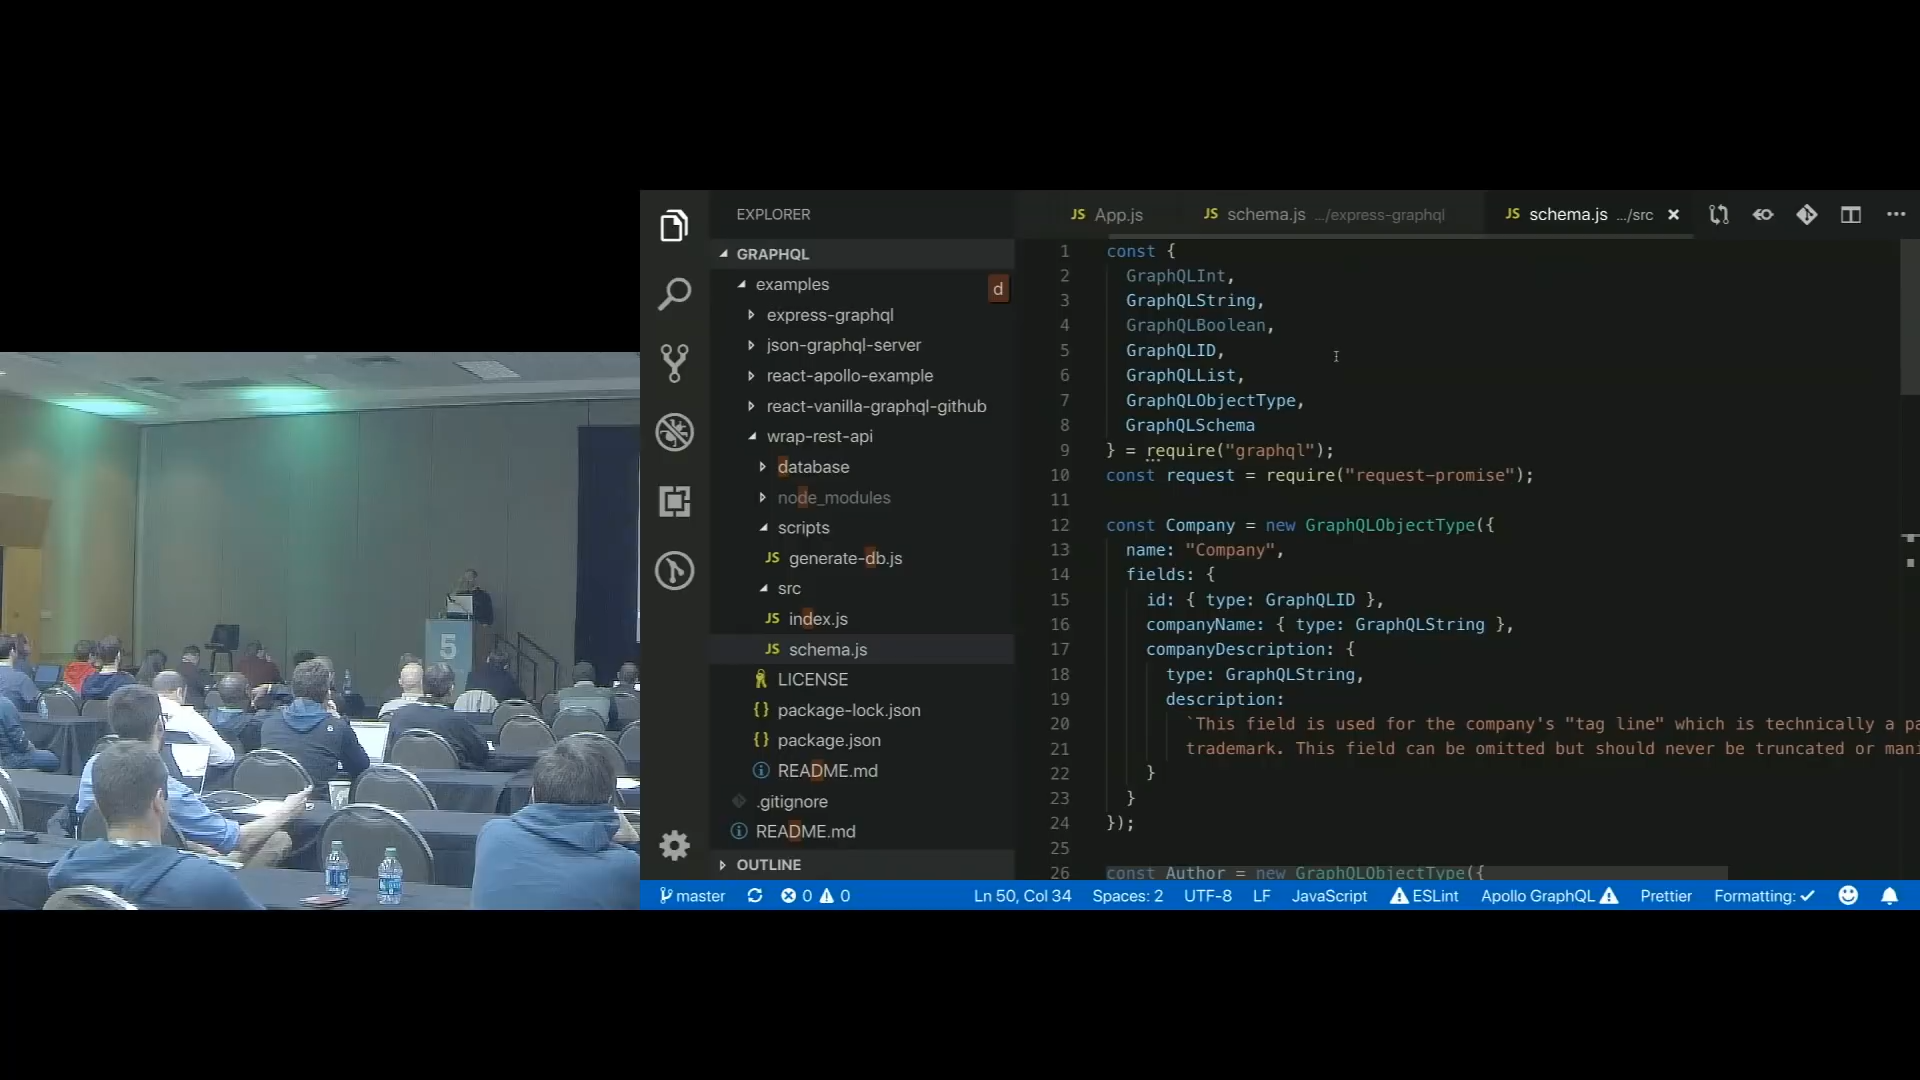 5
EXPLORER
GRAPHQL
examples
d
express-graphql
json-graphql-server
react-apollo-example
react-vanilla-graphql-github
wrap-rest-api
database
node_modules
scripts
JS generate-db.js
src
JS index.js
JS schema.js
LICENSE
{} package-lock.json
{} package.json
README.md
.gitignore
README.md
OUTLINE
JS App.js JS schema.js .../express-graphql JS schema.js .../src
1 const {
2 GraphQLInt,
3 GraphQLString,
4 GraphQLBoolean,
5 GraphQLID,
6 GraphQLList,
7 GraphQLObjectType,
8 GraphQLSchema
9 } = require("graphql");
10 const request = require("request-promise");
11
12 const Company = new GraphQLObjectType({
13 name: "Company",
14 fields: {
15 id: { type: GraphQLID },
16 companyName: { type: GraphQLString },
17 companyDescription: {
18 type: GraphQLString,
19 description:
20 `This field is used for the company's "tag line" which is technically a pa
21 trademark. This field can be omitted but should never be truncated or mani
22 }
23 }
24 });
25
26 const Author = new GraphQLObjectType({
master 0 0 Ln 50, Col 34 Spaces: 2 UTF-8 LF JavaScript ESLint Apollo GraphQL Prettier Formatting: ✓